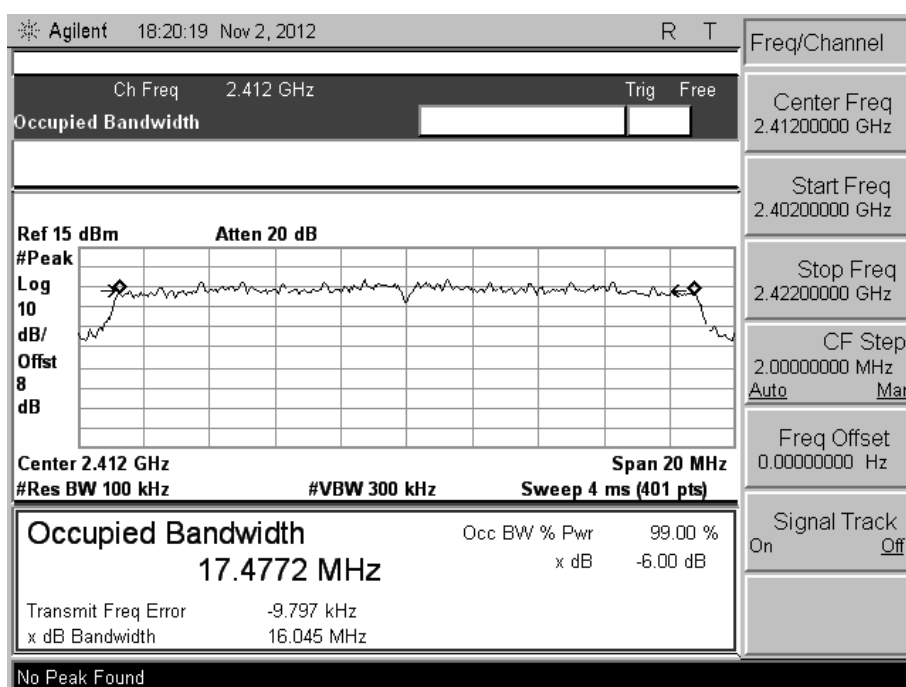 Agilent 18:20:19 Nov 2, 2012 R T
Ch Freq 2.412 GHz Trig Free
Occupied Bandwidth
Ref 15 dBm Atten 20 dB
#Peak
Log
10
dB/
Offst
8
dB
Center 2.412 GHz Span 20 MHz
#Res BW 100 kHz #VBW 300 kHz Sweep 4 ms (401 pts)
Occupied Bandwidth
17.4772 MHz
Occ BW % Pwr 99.00 %
x dB -6.00 dB
Transmit Freq Error -9.797 kHz
x dB Bandwidth 16.045 MHz
No Peak Found
Freq/Channel
Center Freq
2.41200000 GHz
Start Freq
2.40200000 GHz
Stop Freq
2.42200000 GHz
CF Step
2.00000000 MHz
Auto Mar
Freq Offset
0.00000000 Hz
Signal Track
On Off